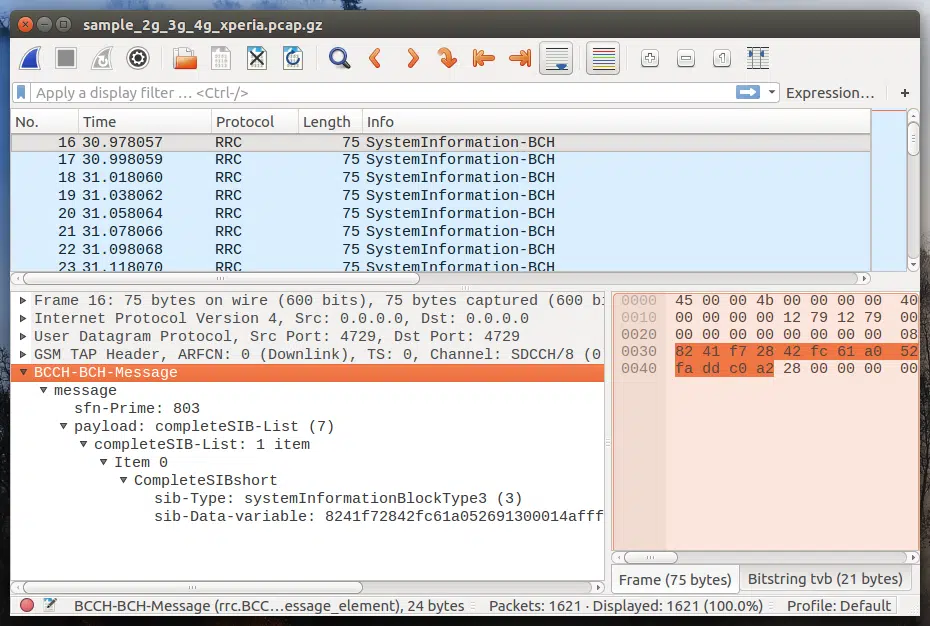 sample_2g_3g_4g_xperia.pcap.gz
Apply a display filter … <Ctrl-/>
Expression…
+
No. Time Protocol Length Info
16 30.978057 RRC 75 SystemInformation-BCH
17 30.998059 RRC 75 SystemInformation-BCH
18 31.018060 RRC 75 SystemInformation-BCH
19 31.038062 RRC 75 SystemInformation-BCH
20 31.058064 RRC 75 SystemInformation-BCH
21 31.078066 RRC 75 SystemInformation-BCH
22 31.098068 RRC 75 SystemInformation-BCH
23 31.118070 RRC 75 SystemInformation-BCH
Frame 16: 75 bytes on wire (600 bits), 75 bytes captured (600 bi
Internet Protocol Version 4, Src: 0.0.0.0, Dst: 0.0.0.0
User Datagram Protocol, Src Port: 4729, Dst Port: 4729
GSM TAP Header, ARFCN: 0 (Downlink), TS: 0, Channel: SDCCH/8 (0
BCCH-BCH-Message
message
sfn-Prime: 803
payload: completeSIB-List (7)
completeSIB-List: 1 item
Item 0
CompleteSIBshort
sib-Type: systemInformationBlockType3 (3)
sib-Data-variable: 8241f72842fc61a052691300014afff
0000 45 00 00 4b 00 00 00 00 40
0010 00 00 00 00 12 79 12 79 00
0020 00 00 00 00 00 00 00 00 08
0030 82 41 f7 28 42 fc 61 a0 52
0040 fa dd c0 a2 28 00 00 00 00
Frame (75 bytes)
Bitstring tvb (21 bytes)
BCCH-BCH-Message (rrc.BCC…essage_element), 24 bytes
Packets: 1621 · Displayed: 1621 (100.0%)
Profile: Default